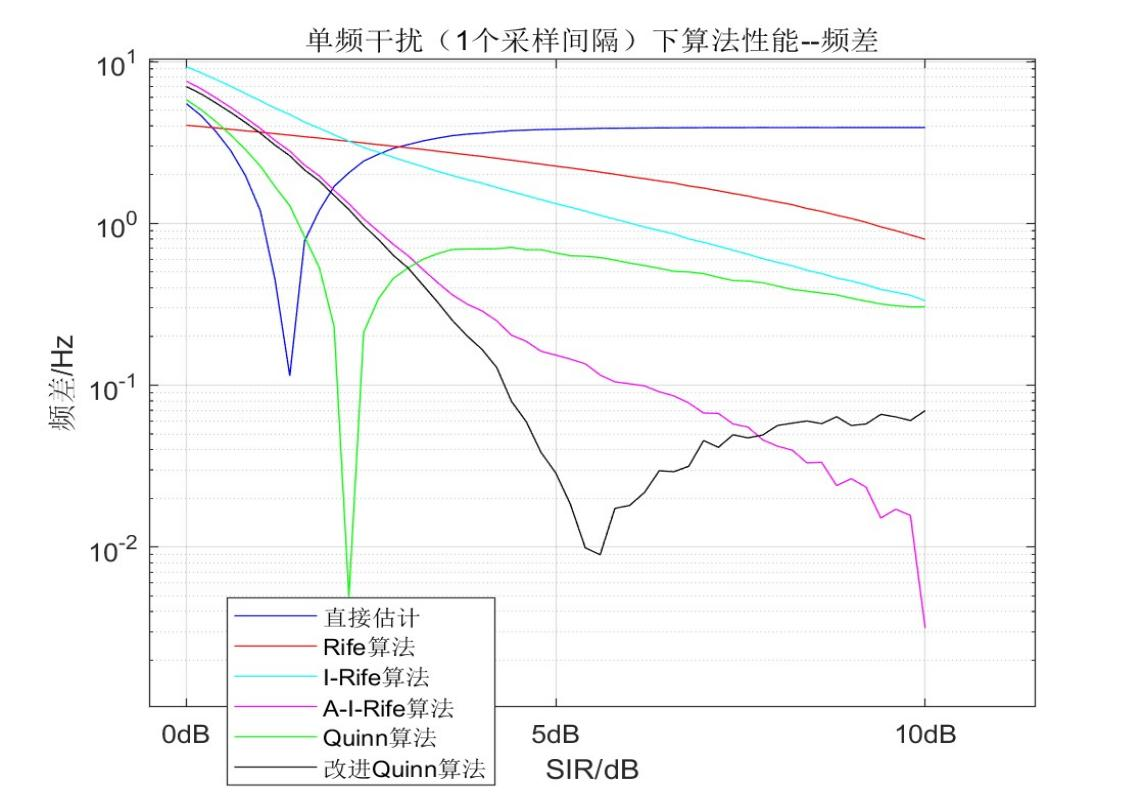 单频干扰（1个采样间隔）下算法性能--频差
10^1
10^0
10^-1
10^-2
频差/Hz
0dB
5dB
10dB
SIR/dB
直接估计
Rife算法
I-Rife算法
A-I-Rife算法
Quinn算法
改进Quinn算法